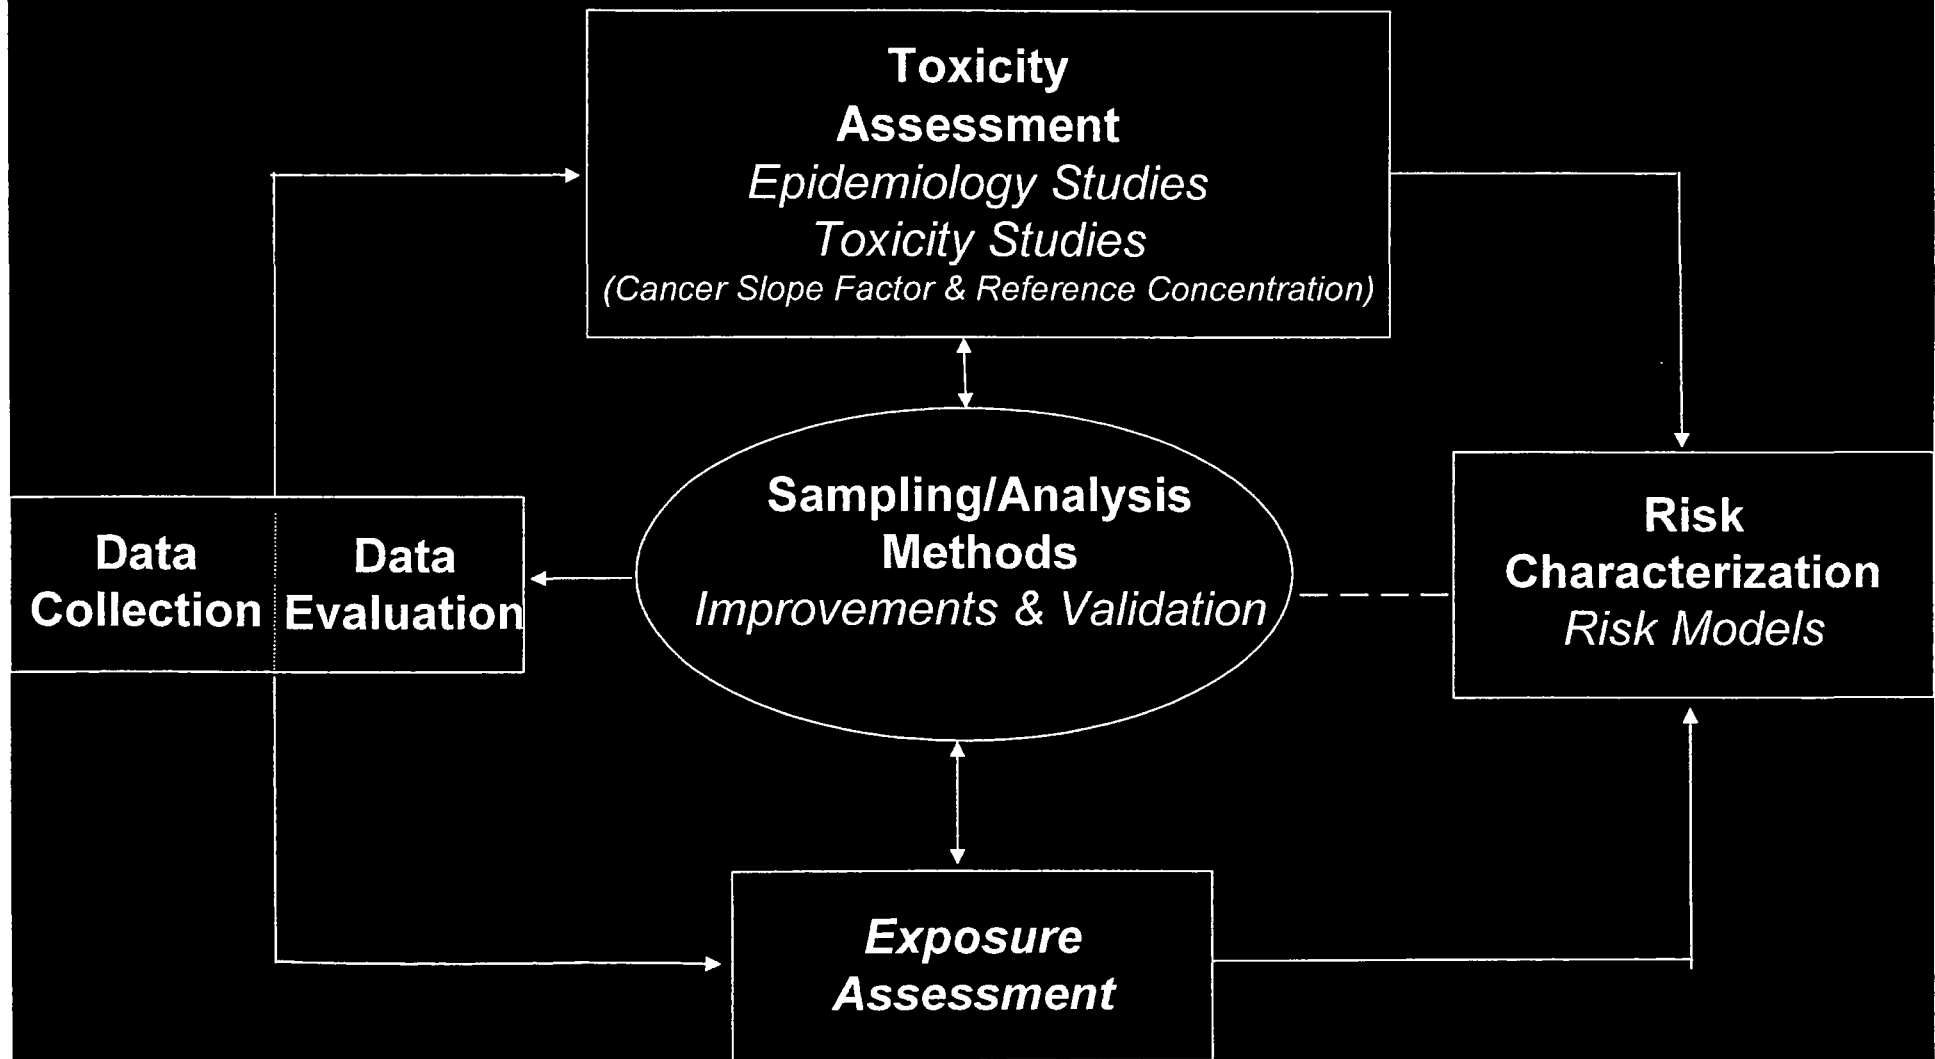 Toxicity
Assessment
Epidemiology Studies
Toxicity Studies
(Cancer Slope Factor & Reference Concentration)
Data
Collection
Data
Evaluation
Sampling/Analysis
Methods
Improvements & Validation
Risk
Characterization
Risk Models
Exposure
Assessment